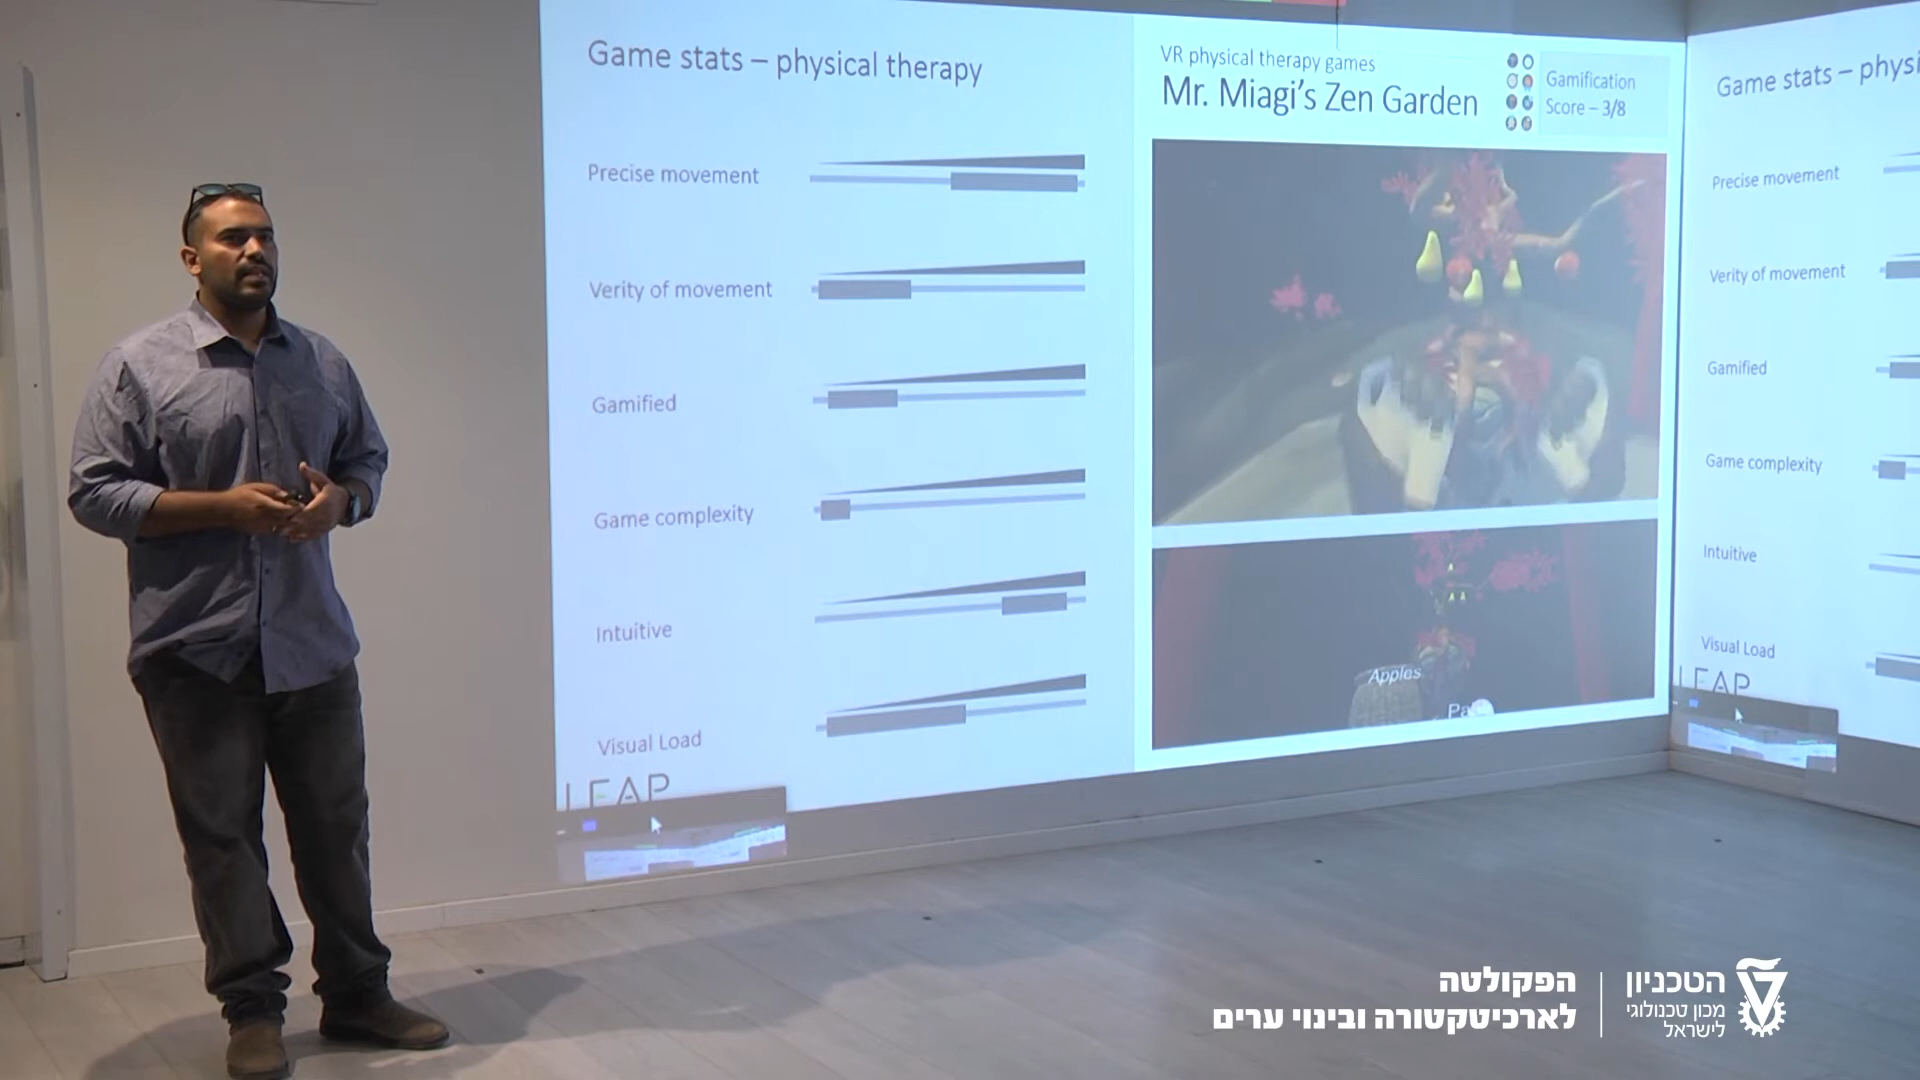 Game stats – physical therapy
Precise movement
Verity of movement
Gamified
Game complexity
Intuitive
Visual Load
LEAP
VR physical therapy games
Mr. Miagi's Zen Garden
Gamification
Score – 3/8
Apples
Game stats – physi
Precise movement
Verity of movement
Gamified
Game complexity
Intuitive
Visual Load
LEAP
הפקולטה
לארכיטקטורה ובינוי ערים
הטכניון
מכון טכנולוגי
לישראל